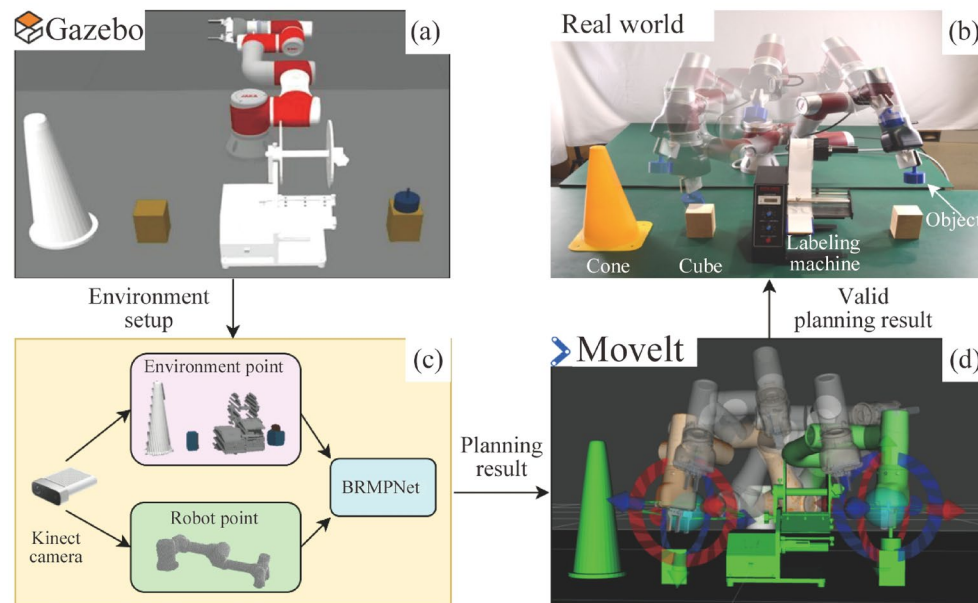 Gazebo
(a)
Real world
(b)
Object
Cone
Cube
Labeling
machine
Environment
setup
Valid
planning result
(c)
Environment point
BRMPNet
Kinect
camera
Robot point
Planning
result
MoveIt
(d)